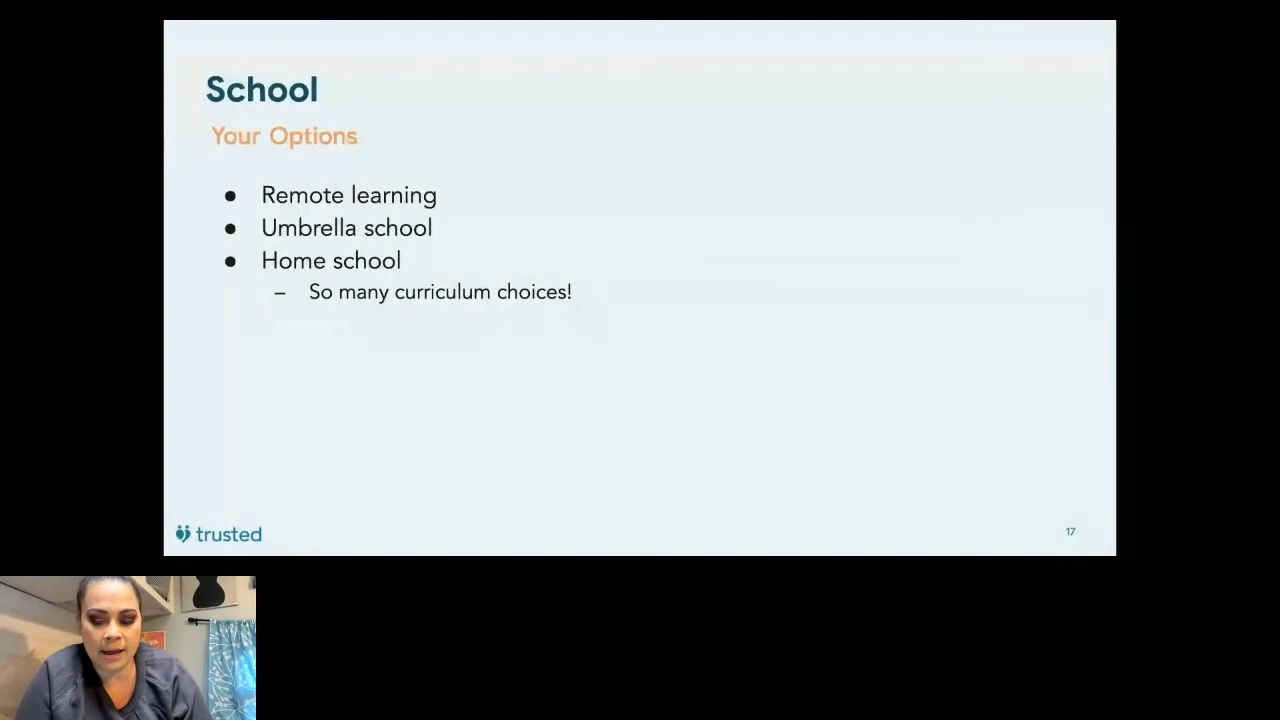 School
Your Options
● Remote learning
● Umbrella school
● Home school
– So many curriculum choices!
trusted
17